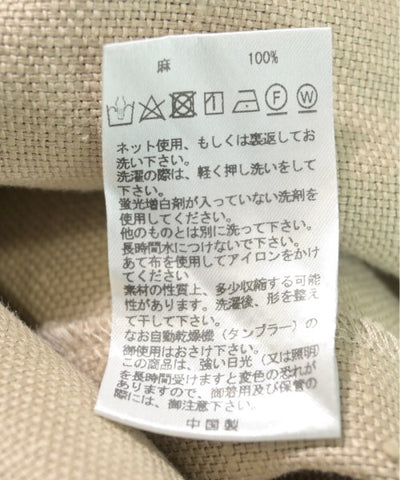 麻 100%
F W
ネット使用、もしくは裏返してお
洗い下さい。
洗濯の際は、軽く押し洗いをして
下さい。
蛍光増白剤が入っていない洗剤を
使用してください。
他のものとは別に洗って下さい。
長時間水につけないで下さい。
あて布を使用してアイロンをかけ
てください
素材の性質上、多少収縮する可能
性があります。洗濯後、形を整え
て干して下さい。
なお自動乾燥機（タンブラー）の
御使用はおさけ下さい。
この商品は、強い日光（又は照明）
を長時間受けますと変色の恐れが
ありますので、御着用及び保管の
際には、御注意下さい。
中国製